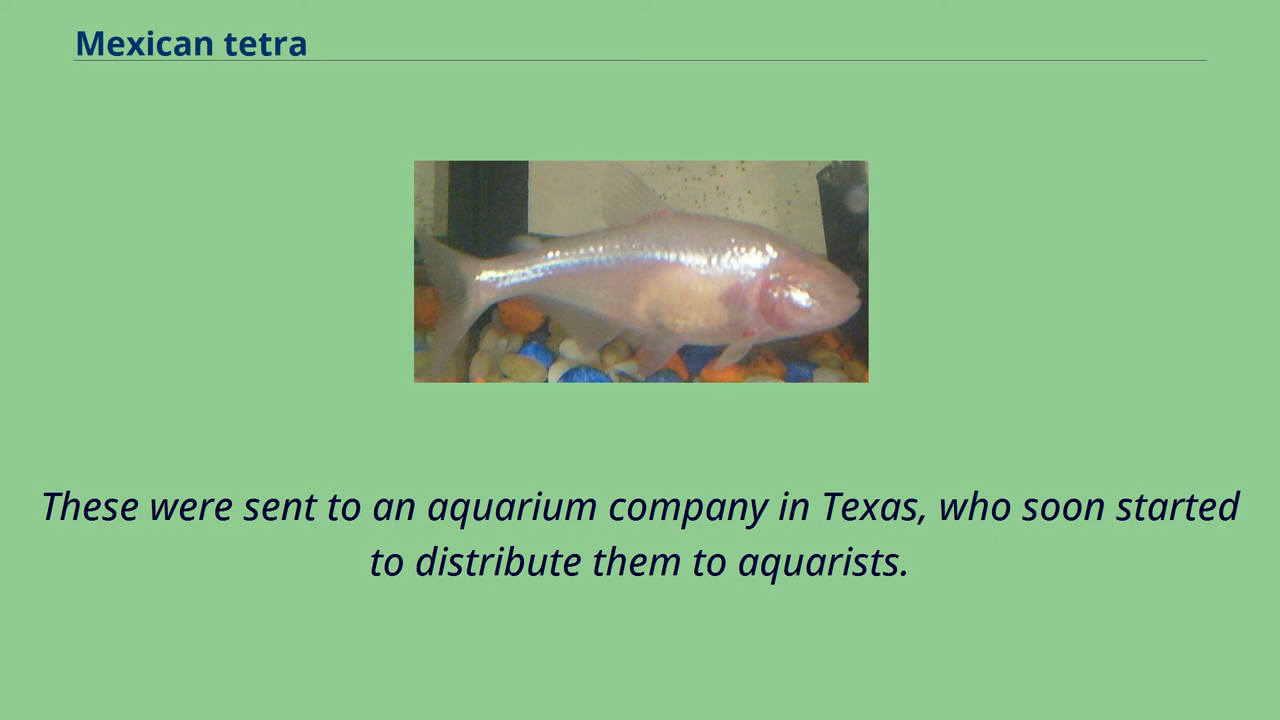 Mexican tetra
These were sent to an aquarium company in Texas, who soon started
to distribute them to aquarists.